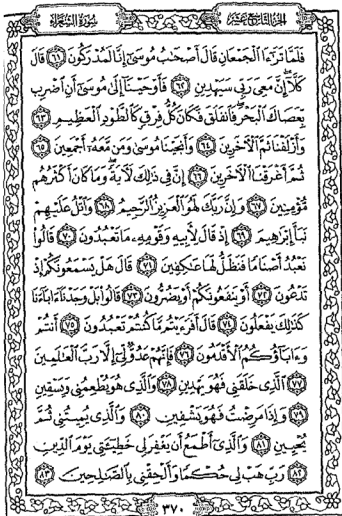 الجزء التاسع عشر
سورة الشعراء
فَلَمَّا تَرَٰٓءَا ٱلْجَمْعَانِ قَالَ أَصْحَٰبُ مُوسَىٰٓ إِنَّا لَمُدْرَكُونَ ٦١ قَالَ
كَلَّآ إِنَّ مَعِىَ رَبِّى سَيَهْدِينِ ٦٢ فَأَوْحَيْنَآ إِلَىٰ مُوسَىٰٓ أَنِ ٱضْرِب
بِّعَصَاكَ ٱلْبَحْرَ فَٱنفَلَقَ فَكَانَ كُلُّ فِرْقٍ كَٱلطَّوْدِ ٱلْعَظِيمِ ٦٣
وَأَزْلَفْنَا ثَمَّ ٱلْـَٔاخَرِينَ ٦٤ وَأَنجَيْنَا مُوسَىٰ وَمَن مَّعَهُۥٓ أَجْمَعِينَ ٦٥
ثُمَّ أَغْرَقْنَا ٱلْـَٔاخَرِينَ ٦٦ إِنَّ فِى ذَٰلِكَ لَـَٔايَةً وَمَا كَانَ أَكْثَرُهُم
مُّؤْمِنِينَ ٦٧ وَإِنَّ رَبَّكَ لَهُوَ ٱلْعَزِيزُ ٱلرَّحِيمُ ٦٨ وَٱتْلُ عَلَيْهِمْ
نَبَأَ إِبْرَٰهِيمَ ٦٩ إِذْ قَالَ لِأَبِيهِ وَقَوْمِهِۦ مَا تَعْبُدُونَ ٧٠ قَالُوا۟
نَعْبُدُ أَصْنَامًا فَنَظَلُّ لَهَا عَٰكِفِينَ ٧١ قَالَ هَلْ يَسْمَعُونَكُمْ إِذْ
تَدْعُونَ ٧٢ أَوْ يَنفَعُونَكُمْ أَوْ يَضُرُّونَ ٧٣ قَالُوا۟ بَلْ وَجَدْنَآ ءَابَآءَنَا
كَذَٰلِكَ يَفْعَلُونَ ٧٤ قَالَ أَفَرَءَيْتُم مَّا كُنتُمْ تَعْبُدُونَ ٧٥ أَنتُمْ
وَءَابَآؤُكُمُ ٱلْأَقْدَمُونَ ٧٦ فَإِنَّهُمْ عَدُوٌّ لِّىٓ إِلَّا رَبَّ ٱلْعَٰلَمِينَ
٧٧ ٱلَّذِى خَلَقَنِى فَهُوَ يَهْدِينِ ٧٨ وَٱلَّذِى هُوَ يُطْعِمُنِى وَيَسْقِينِ
٧٩ وَإِذَا مَرِضْتُ فَهُوَ يَشْفِينِ ٨٠ وَٱلَّذِى يُمِيتُنِى ثُمَّ
يُحْيِينِ ٨١ وَٱلَّذِىٓ أَطْمَعُ أَن يَغْفِرَ لِى خَطِيٓـَٔتِى يَوْمَ ٱلدِّينِ
٨٢ رَبِّ هَبْ لِى حُكْمًا وَأَلْحِقْنِى بِٱلصَّٰلِحِينَ ٨٣
٣٧٠